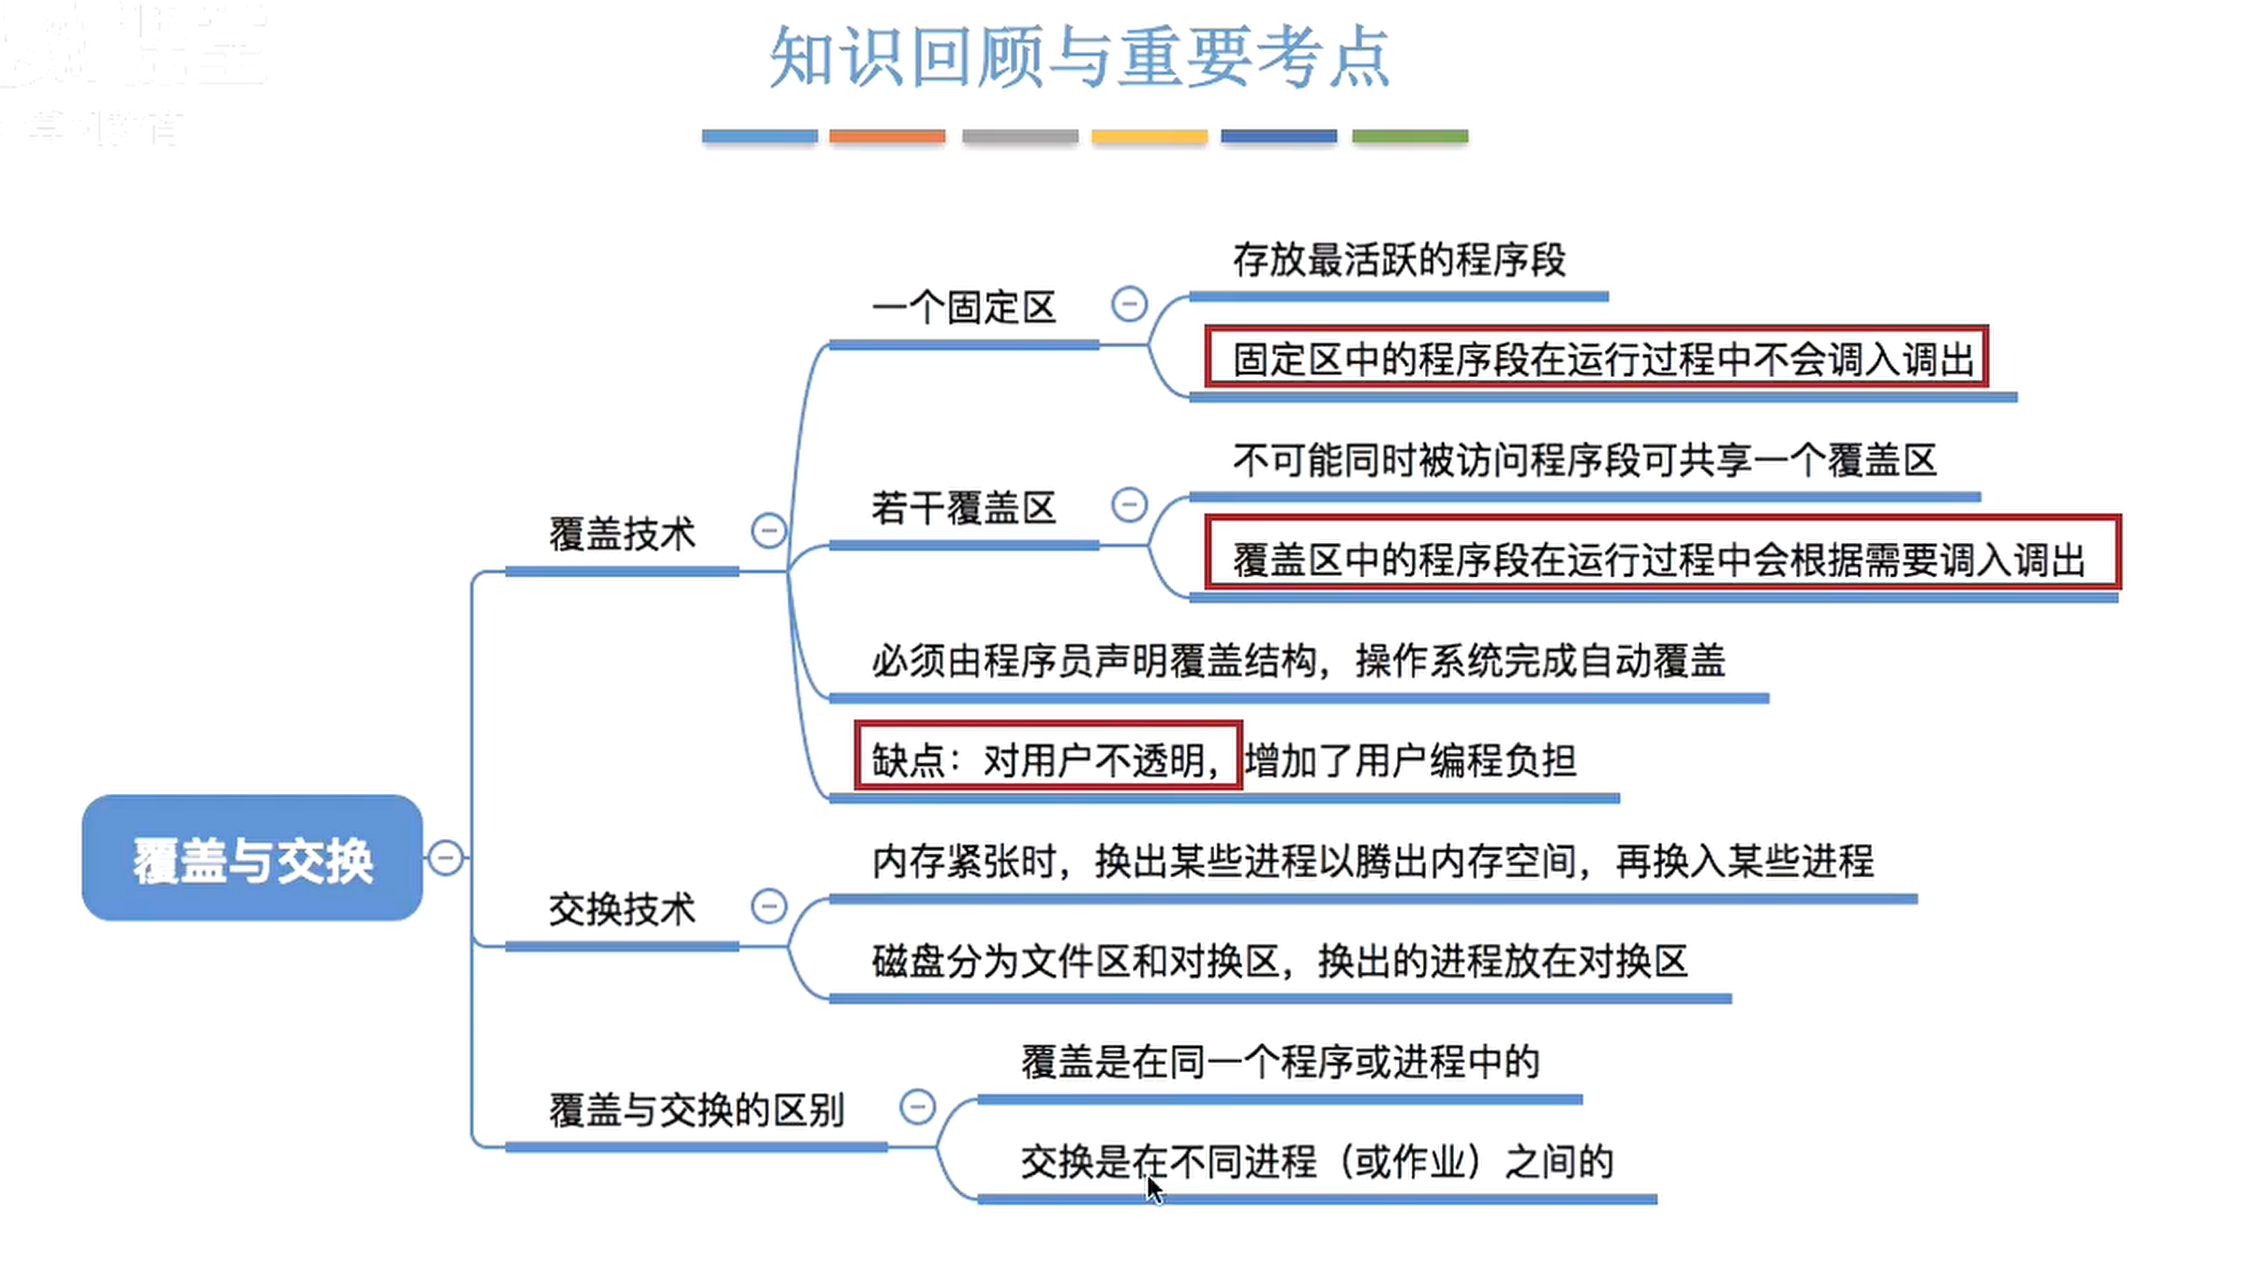 知识回顾与重要考点
存放最活跃的程序段
一个固定区
固定区中的程序段在运行过程中不会调入调出
不可能同时被访问程序段可共享一个覆盖区
若干覆盖区
覆盖技术
覆盖区中的程序段在运行过程中会根据需要调入调出
必须由程序员声明覆盖结构，操作系统完成自动覆盖
缺点：对用户不透明，增加了用户编程负担
覆盖与交换
内存紧张时，换出某些进程以腾出内存空间，再换入某些进程
交换技术
磁盘分为文件区和对换区，换出的进程放在对换区
覆盖是在同一个程序或进程中的
覆盖与交换的区别
交换是在不同进程（或作业）之间的